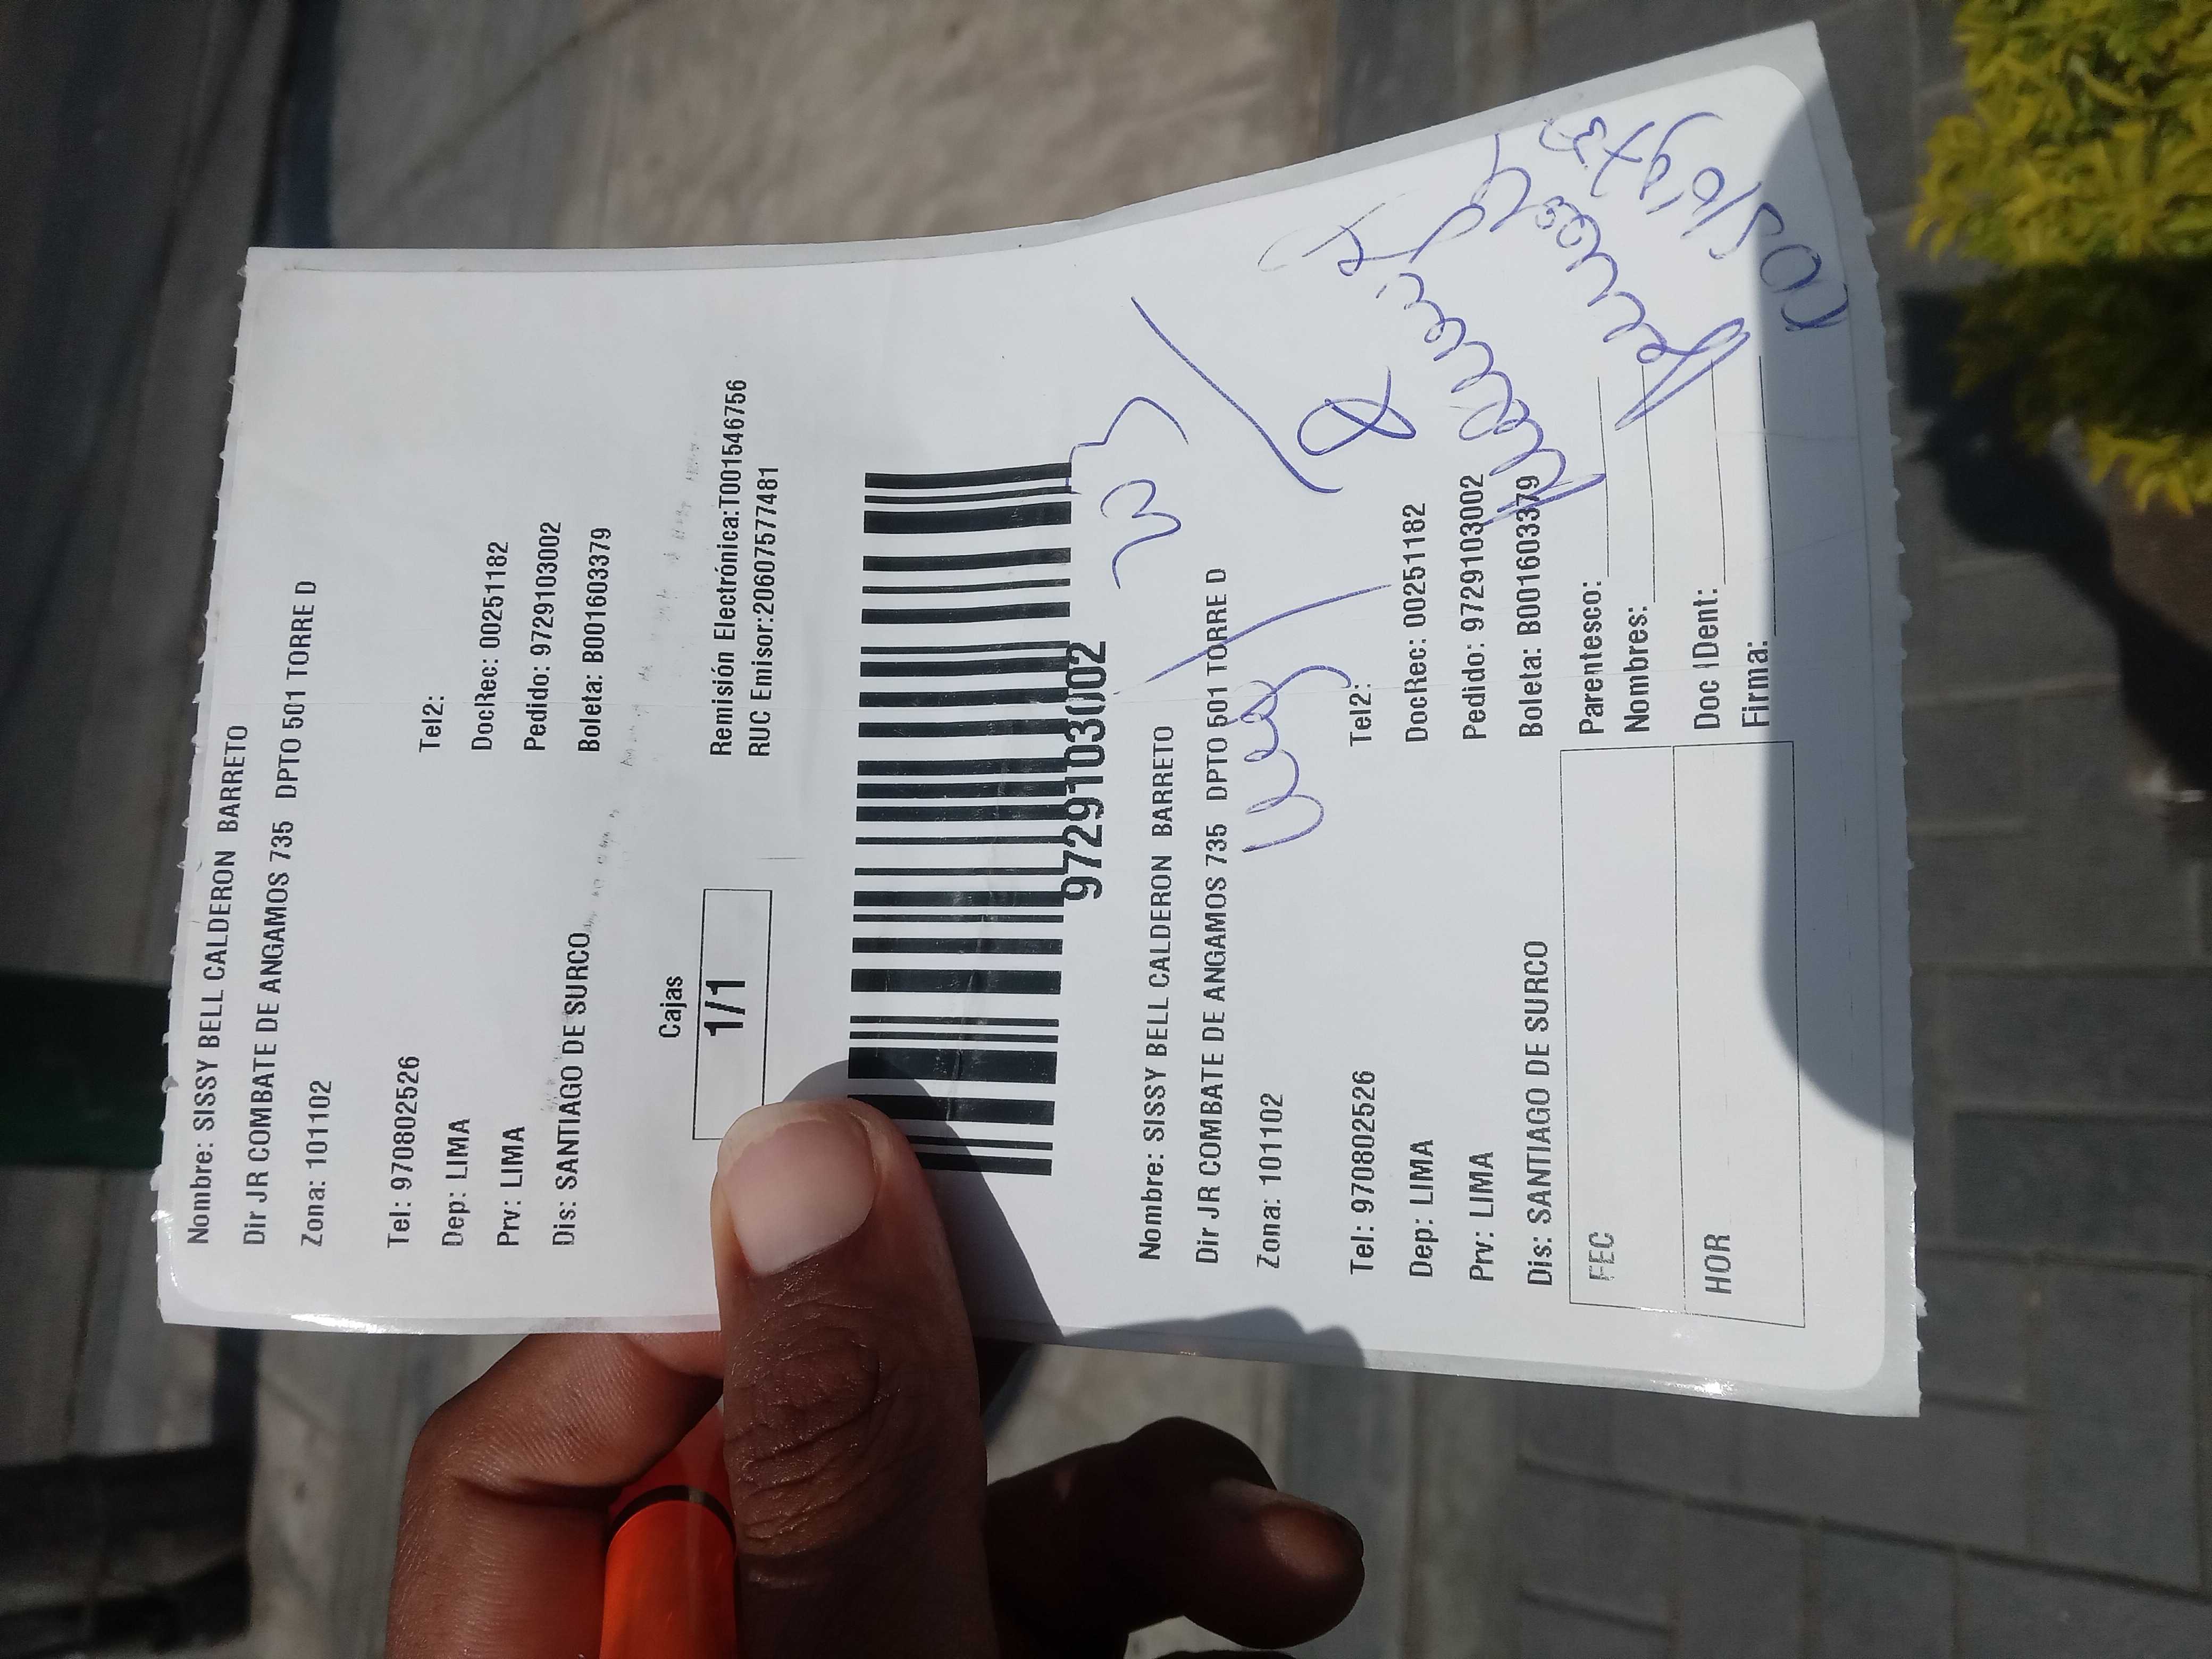 Nombre: SISSY BELL CALDERON BARRETO
Dir JR COMBATE DE ANGAMOS 735 DPTO 501 TORRE D
Zona: 101102
Tel: 970802526 Tel2:
Dep: LIMA DocRec: 00251182
Prv: LIMA Pedido: 9729103002
Dis: SANTIAGO DE SURCO Boleta: B001603379
Cajas
1/1
Remisión Electrónica:T001546756
RUC Emisor:20607577481
9729103002
Nombre: SISSY BELL CALDERON BARRETO
Dir JR COMBATE DE ANGAMOS 735 DPTO 501 TORRE D
Zona: 101102
Tel: 970802526 Tel2:
Dep: LIMA DocRec: 00251182
Prv: LIMA Pedido: 9729103002
Dis: SANTIAGO DE SURCO Boleta: B001603379
FEC Parentesco:
Nombres:
HOR Doc IDent:
Firma: